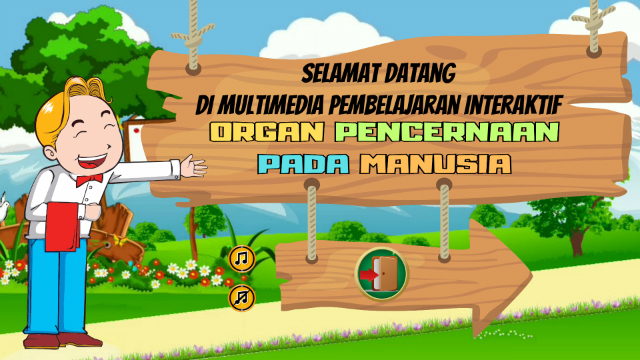 SELAMAT DATANG
DI MULTIMEDIA PEMBELAJARAN INTERAKTIF
ORGAN PENCERNAAN
PADA MANUSIA